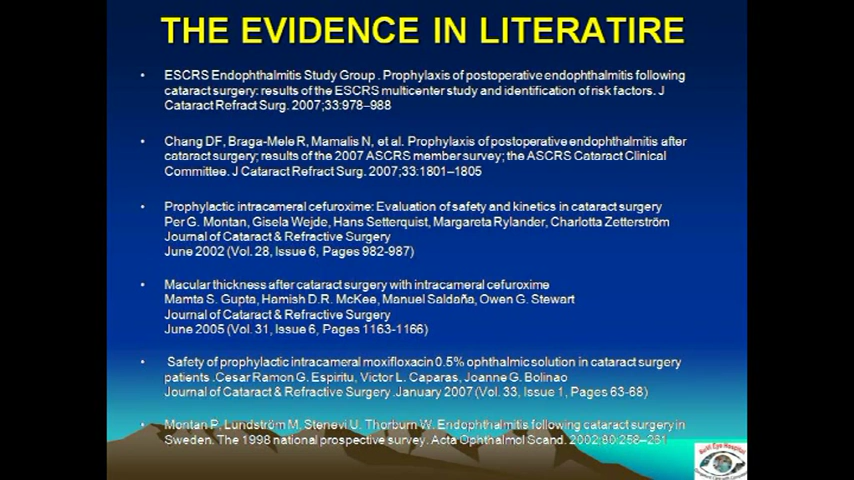 THE EVIDENCE IN LITERATIRE
• ESCRS Endophthalmitis Study Group . Prophylaxis of postoperative endophthalmitis following
cataract surgery: results of the ESCRS multicenter study and identification of risk factors. J
Cataract Refract Surg. 2007;33:978–988
• Chang DF, Braga-Mele R, Mamalis N, et al. Prophylaxis of postoperative endophthalmitis after
cataract surgery; results of the 2007 ASCRS member survey; the ASCRS Cataract Clinical
Committee. J Cataract Refract Surg. 2007;33:1801–1805
• Prophylactic intracameral cefuroxime: Evaluation of safety and kinetics in cataract surgery
Per G. Montan, Gisela Wejde, Hans Setterquist, Margareta Rylander, Charlotta Zetterström
Journal of Cataract & Refractive Surgery
June 2002 (Vol. 28, Issue 6, Pages 982-987)
• Macular thickness after cataract surgery with intracameral cefuroxime
Mamta S. Gupta, Hamish D.R. McKee, Manuel Saldaña, Owen G. Stewart
Journal of Cataract & Refractive Surgery
June 2005 (Vol. 31, Issue 6, Pages 1163-1166)
• Safety of prophylactic intracameral moxifloxacin 0.5% ophthalmic solution in cataract surgery
patients .Cesar Ramon G. Espiritu, Victor L. Caparas, Joanne G. Bolinao
Journal of Cataract & Refractive Surgery .January 2007 (Vol. 33, Issue 1, Pages 63-68)
• Montan P, Lundström M, Stenevi U, Thorburn W. Endophthalmitis following cataract surgery in
Sweden. The 1998 national prospective survey. Acta Ophthalmol Scand. 2002;80:258–261
Eye Hospital